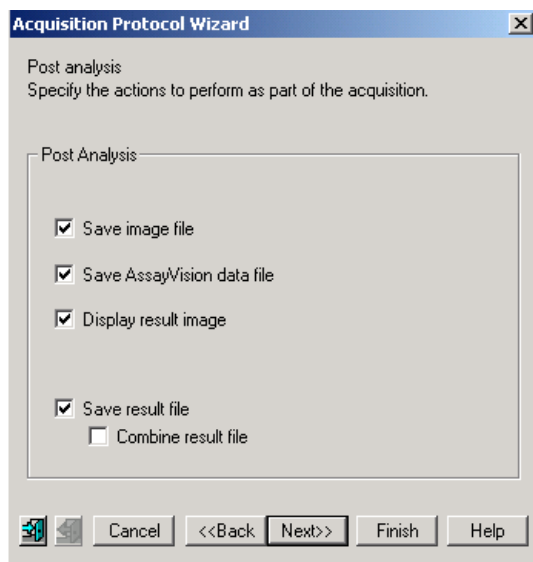 Acquisition Protocol Wizard
Post analysis
Specify the actions to perform as part of the acquisition.
Post Analysis
Save image file
Save AssayVision data file
Display result image
Save result file
Combine result file
Cancel <<Back Next>> Finish Help